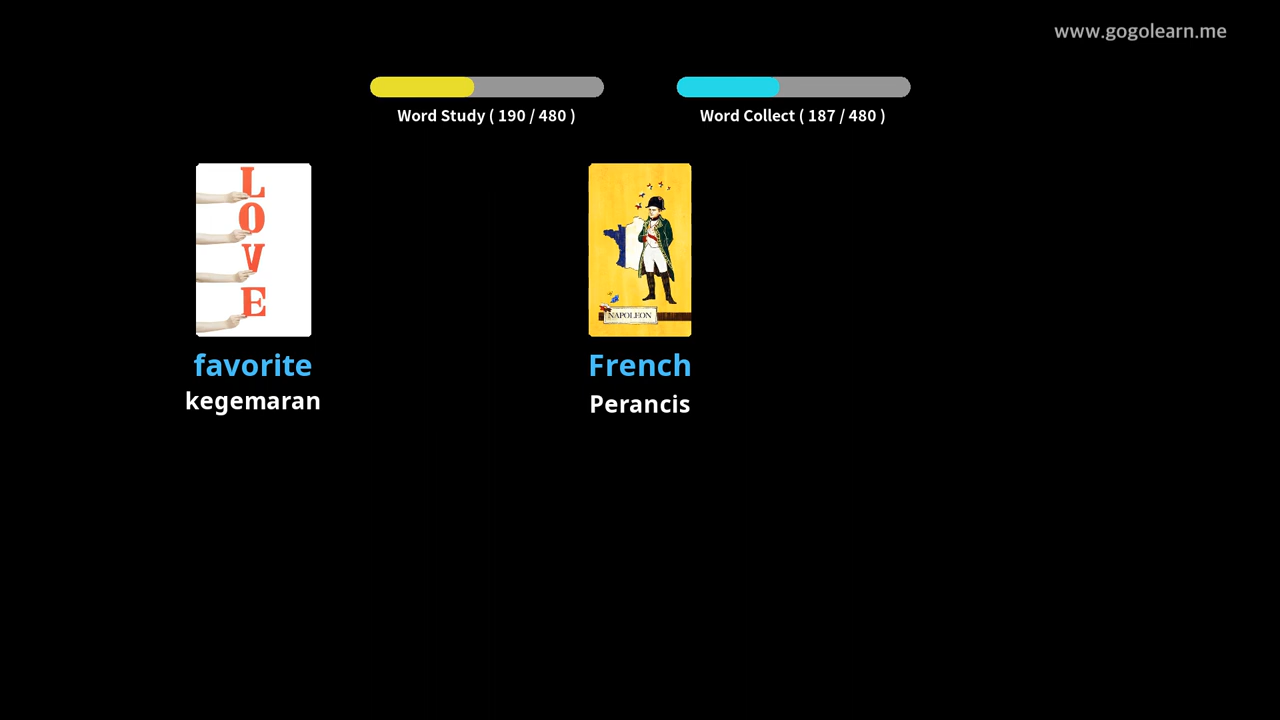 www.gogolearn.me
Word Study ( 190 / 480 )
Word Collect ( 187 / 480 )
L
O
V
E
NAPOLEON
favorite
French
kegemaran
Perancis